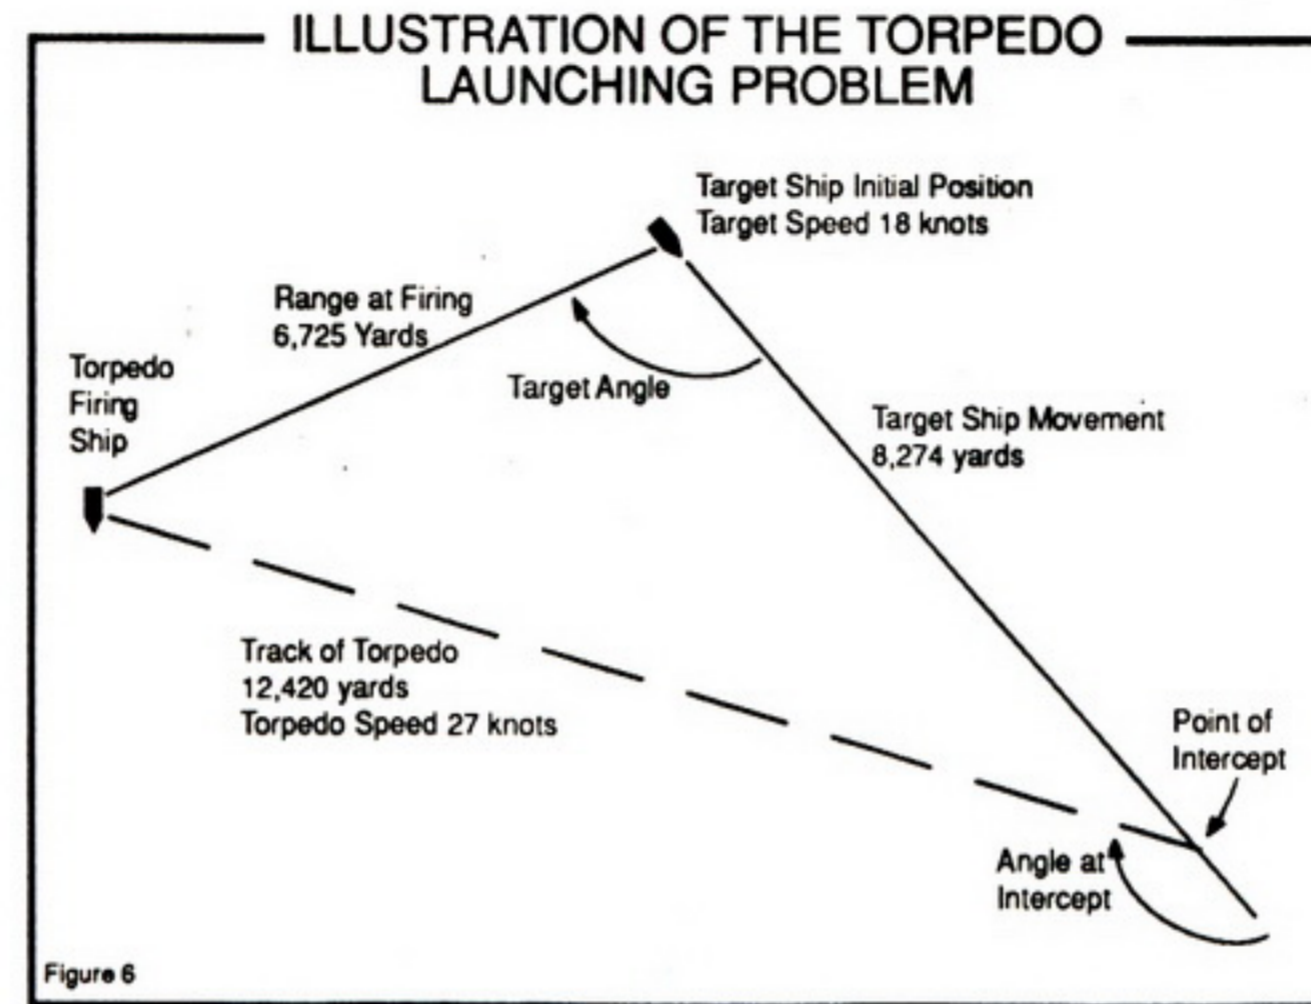 ILLUSTRATION OF THE TORPEDO
LAUNCHING PROBLEM
Target Ship Initial Position
Target Speed 18 knots
Range at Firing
6,725 Yards
Torpedo
Firing
Ship
Target Angle
Target Ship Movement
8,274 yards
Track of Torpedo
12,420 yards
Torpedo Speed 27 knots
Point of
Intercept
Angle at
Intercept
Figure 6